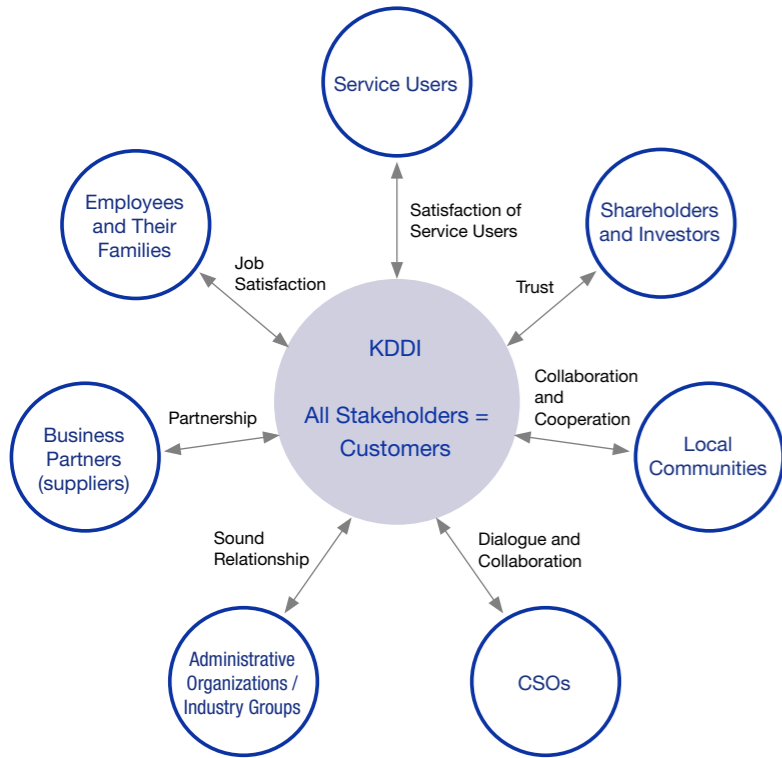 Service Users
Satisfaction of
Service Users
Employees
and Their
Families
Job
Satisfaction
Shareholders
and Investors
Trust
KDDI
All Stakeholders =
Customers
Collaboration
and
Cooperation
Local
Communities
Partnership
Business
Partners
(suppliers)
Sound
Relationship
Administrative
Organizations /
Industry Groups
Dialogue and
Collaboration
CSOs